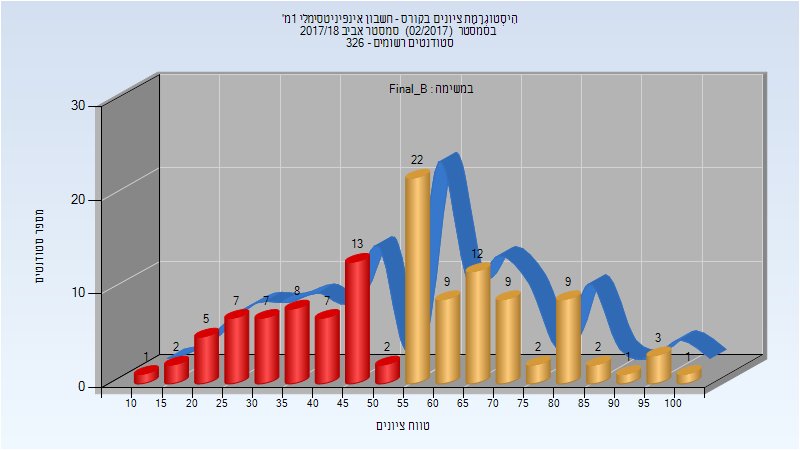 היסטוגרמת ציונים בקורס - חשבון אינפיניטסימלי 1מ'
בסמסטר (02/2017) סמסטר אביב 2017/18
סטודנטים רשומים - 326
במשימה : Final_B
מספר סטודנטים
30
20
10
0
1 2 5 7 7 8 7 13 2 22 9 12 9 2 9 2 1 3 1
10 15 20 25 30 35 40 45 50 55 60 65 70 75 80 85 90 95 100
טווח ציונים